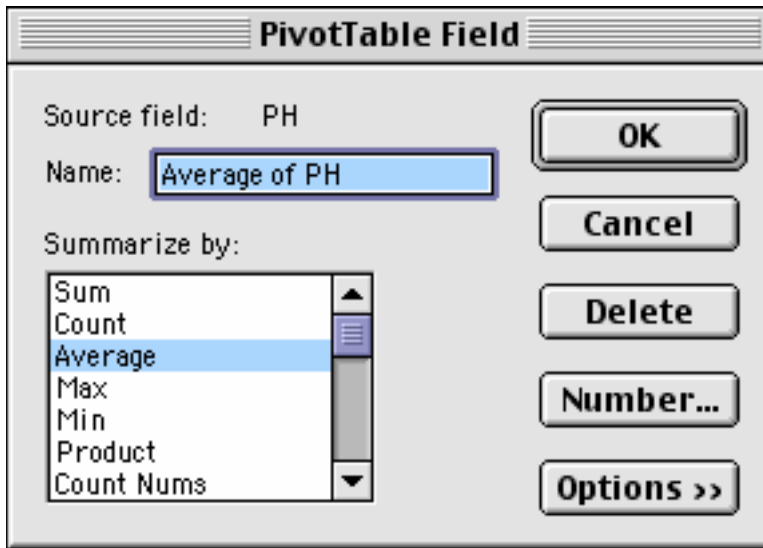 PivotTable Field
Source field: PH
Name: Average of PH
Summarize by:
Sum
Count
Average
Max
Min
Product
Count Nums
OK
Cancel
Delete
Number...
Options >>